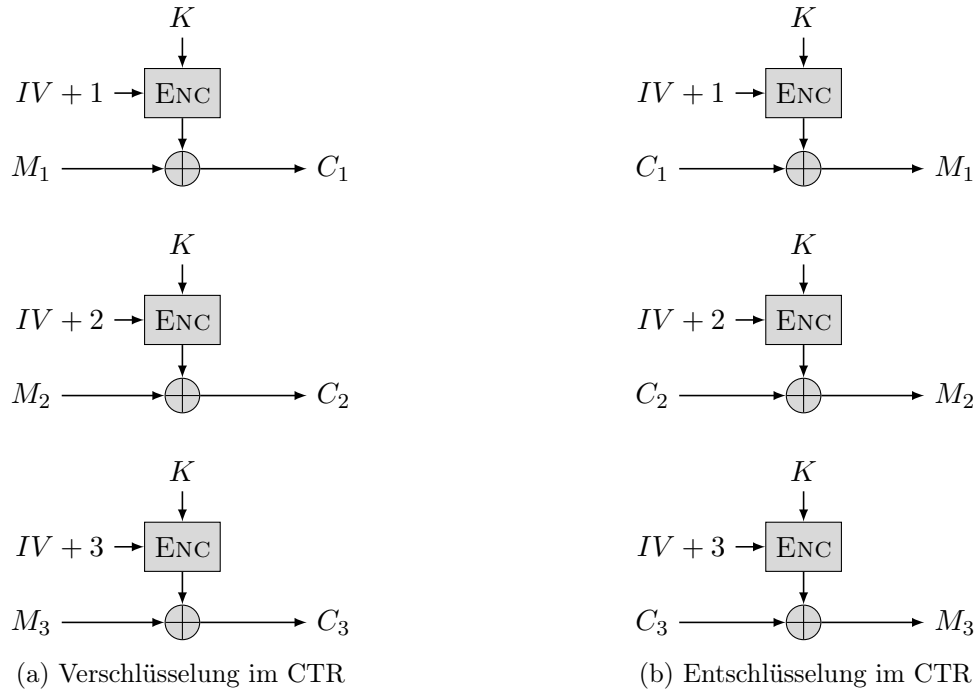 K K
IV + 1 ENC IV + 1 ENC
M₁ C₁ C₁ M₁
K K
IV + 2 ENC IV + 2 ENC
M₂ C₂ C₂ M₂
K K
IV + 3 ENC IV + 3 ENC
M₃ C₃ C₃ M₃
(a) Verschlüsselung im CTR (b) Entschlüsselung im CTR